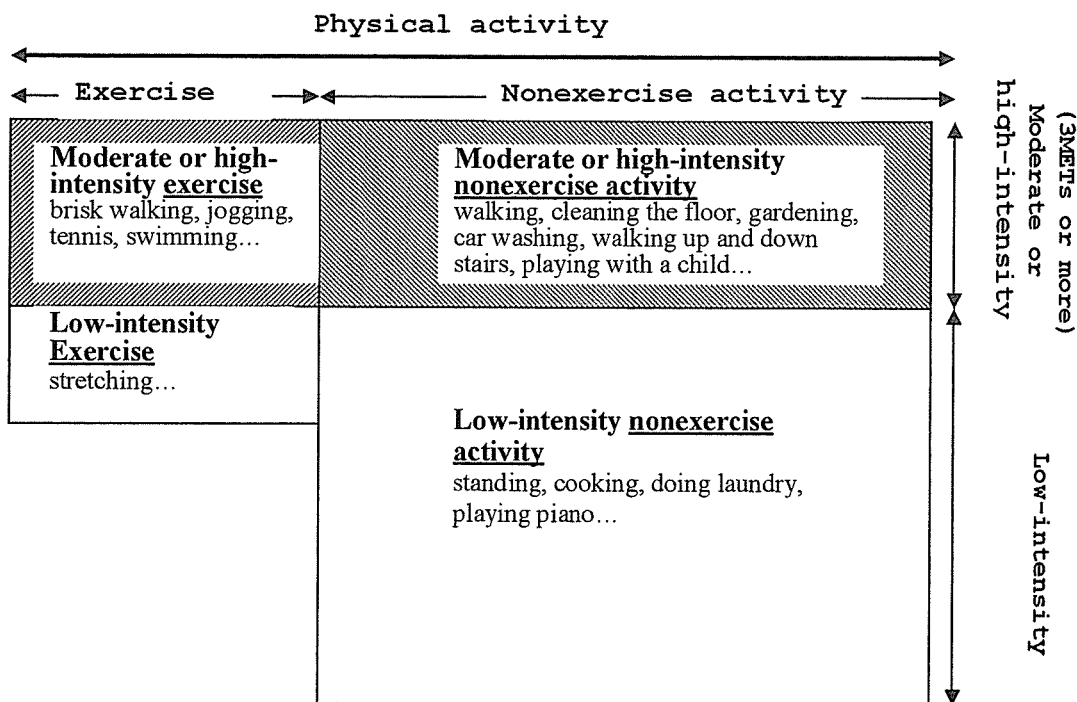 Physical activity
Exercise
Nonexercise activity
Moderate or high-
intensity exercise
brisk walking, jogging,
tennis, swimming...
Moderate or high-intensity
nonexercise activity
walking, cleaning the floor, gardening,
car washing, walking up and down
stairs, playing with a child...
(3METs or more)
Moderate or
high-intensity
Low-intensity
Exercise
stretching...
Low-intensity nonexercise
activity
standing, cooking, doing laundry,
playing piano...
Low-intensity